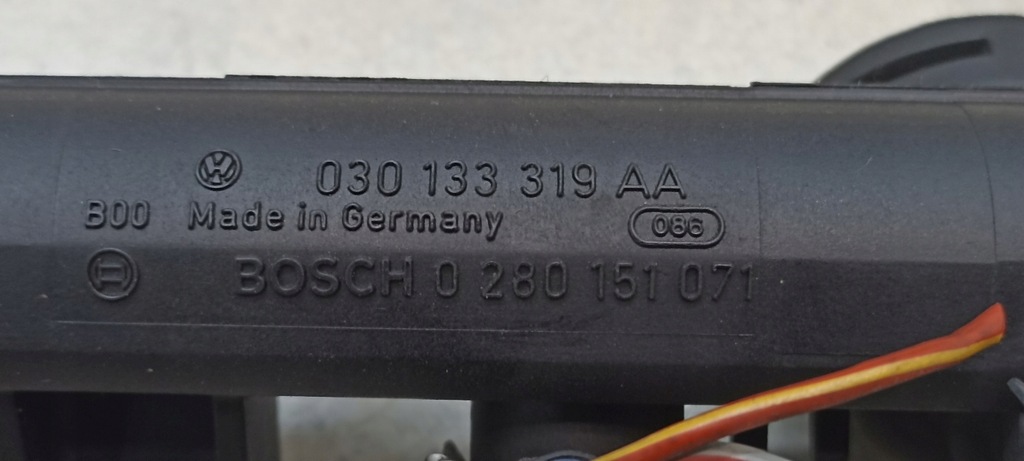 030 133 319 AA
B00 Made in Germany 086
BOSCH 0 280 151 071